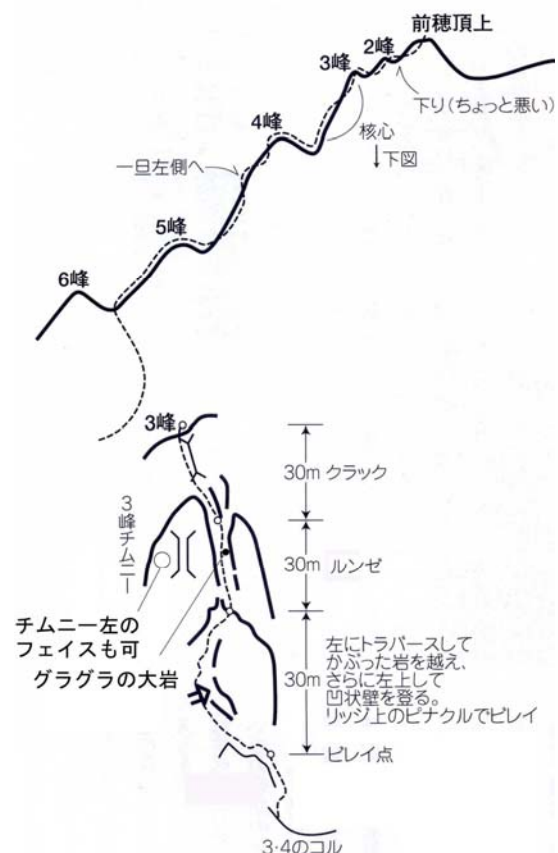 前穂頂上
2峰
3峰
下り(ちょっと悪い)
核心
↓下図
4峰
一旦左側へ
5峰
6峰
3峰
30m クラック
3峰チムニー
30m ルンゼ
チムニー左の
フェイスも可
グラグラの大岩
30m
左にトラバースして
かぶった岩を越え、
さらに左上して
凹状壁を登る。
リッジ上のピナクルでビレイ
ビレイ点
3・4のコル